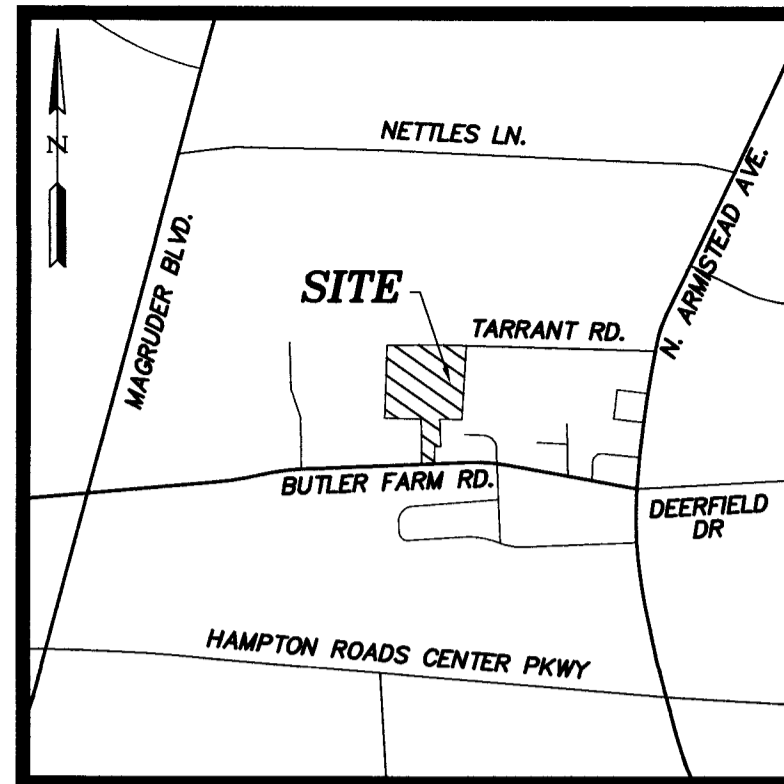 NETTLES LN.
N
N. ARMISTEAD AVE.
MAGRUDER BLVD.
SITE
TARRANT RD.
BUTLER FARM RD.
DEERFIELD
DR
HAMPTON ROADS CENTER PKWY